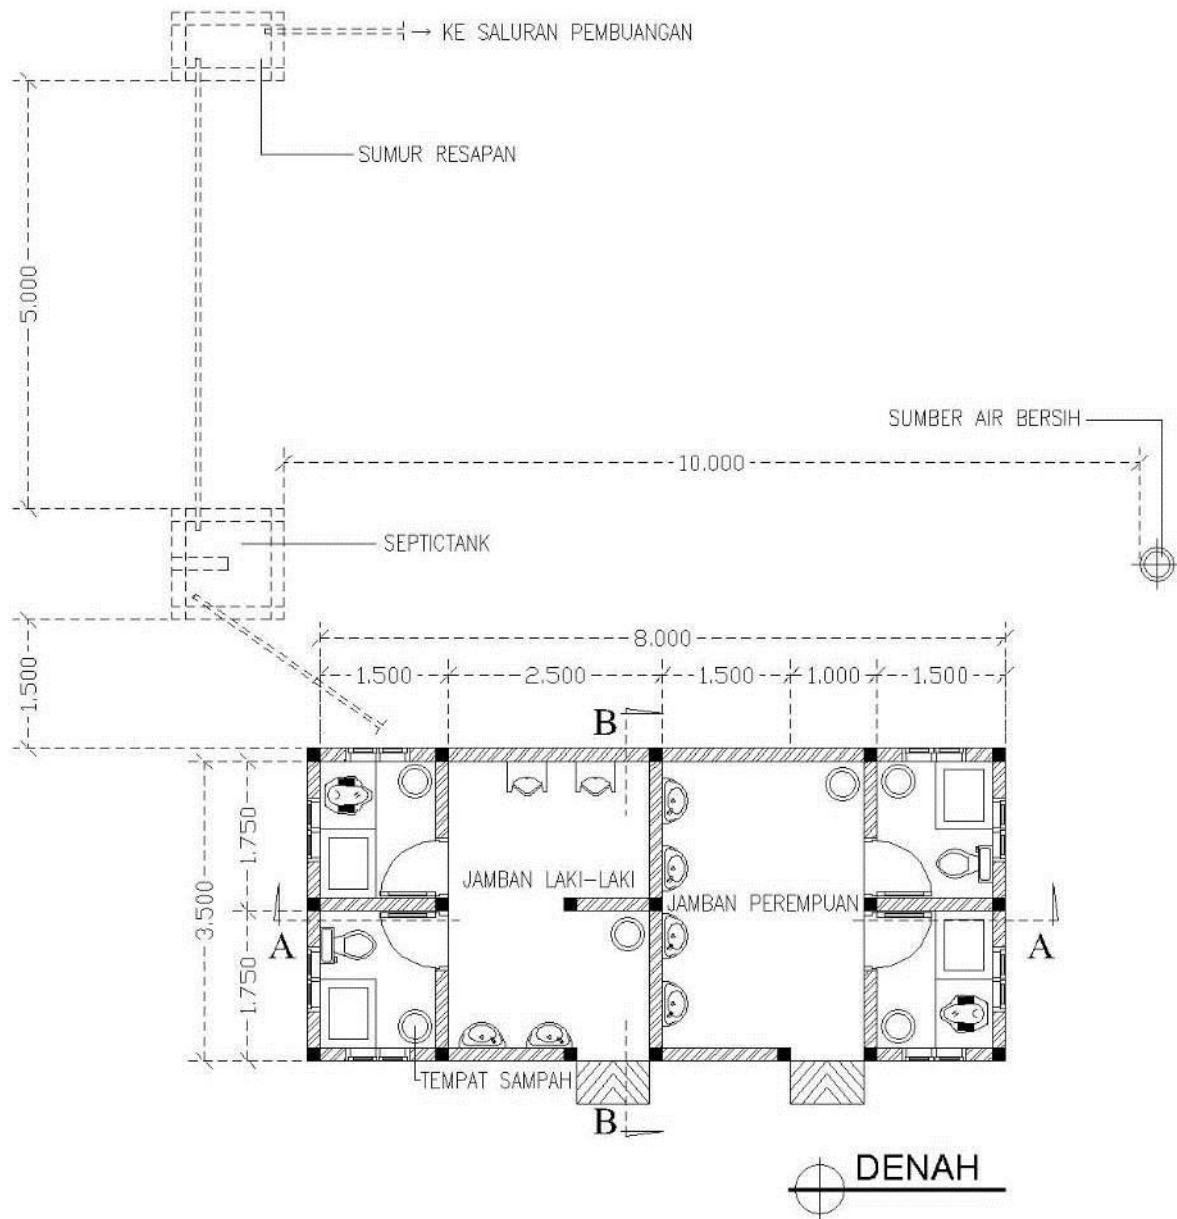 KE SALURAN PEMBUANGAN
SUMUR RESAPAN
5.000
SUMBER AIR BERSIH
10.000
SEPTICTANK
8.000
1.500
1.500
2.500
1.500
1.000
1.500
B
1.750
JAMBAN LAKI-LAKI
JAMBAN PEREMPUAN
3.500
A
A
1.750
TEMPAT SAMPAH
B
DENAH